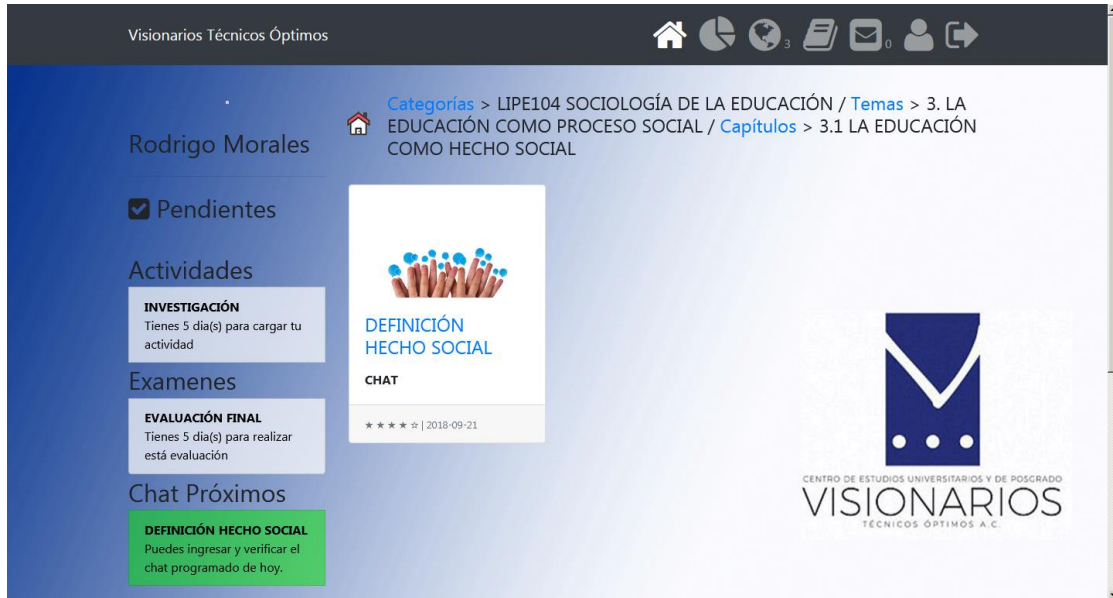 Visionarios Técnicos Óptimos
3
0
Rodrigo Morales
Pendientes
Actividades
INVESTIGACIÓN
Tienes 5 dia(s) para cargar tu
actividad
Examenes
EVALUACIÓN FINAL
Tienes 5 dia(s) para realizar
está evaluación
Chat Próximos
DEFINICIÓN HECHO SOCIAL
Puedes ingresar y verificar el
chat programado de hoy.
Categorías > LIPE104 SOCIOLOGÍA DE LA EDUCACIÓN / Temas > 3. LA
EDUCACIÓN COMO PROCESO SOCIAL / Capítulos > 3.1 LA EDUCACIÓN
COMO HECHO SOCIAL
DEFINICIÓN
HECHO SOCIAL
CHAT
★ ★ ★ ★ ☆ | 2018-09-21
CENTRO DE ESTUDIOS UNIVERSITARIOS Y DE POSGRADO
VISIONARIOS
TÉCNICOS ÓPTIMOS A.C.